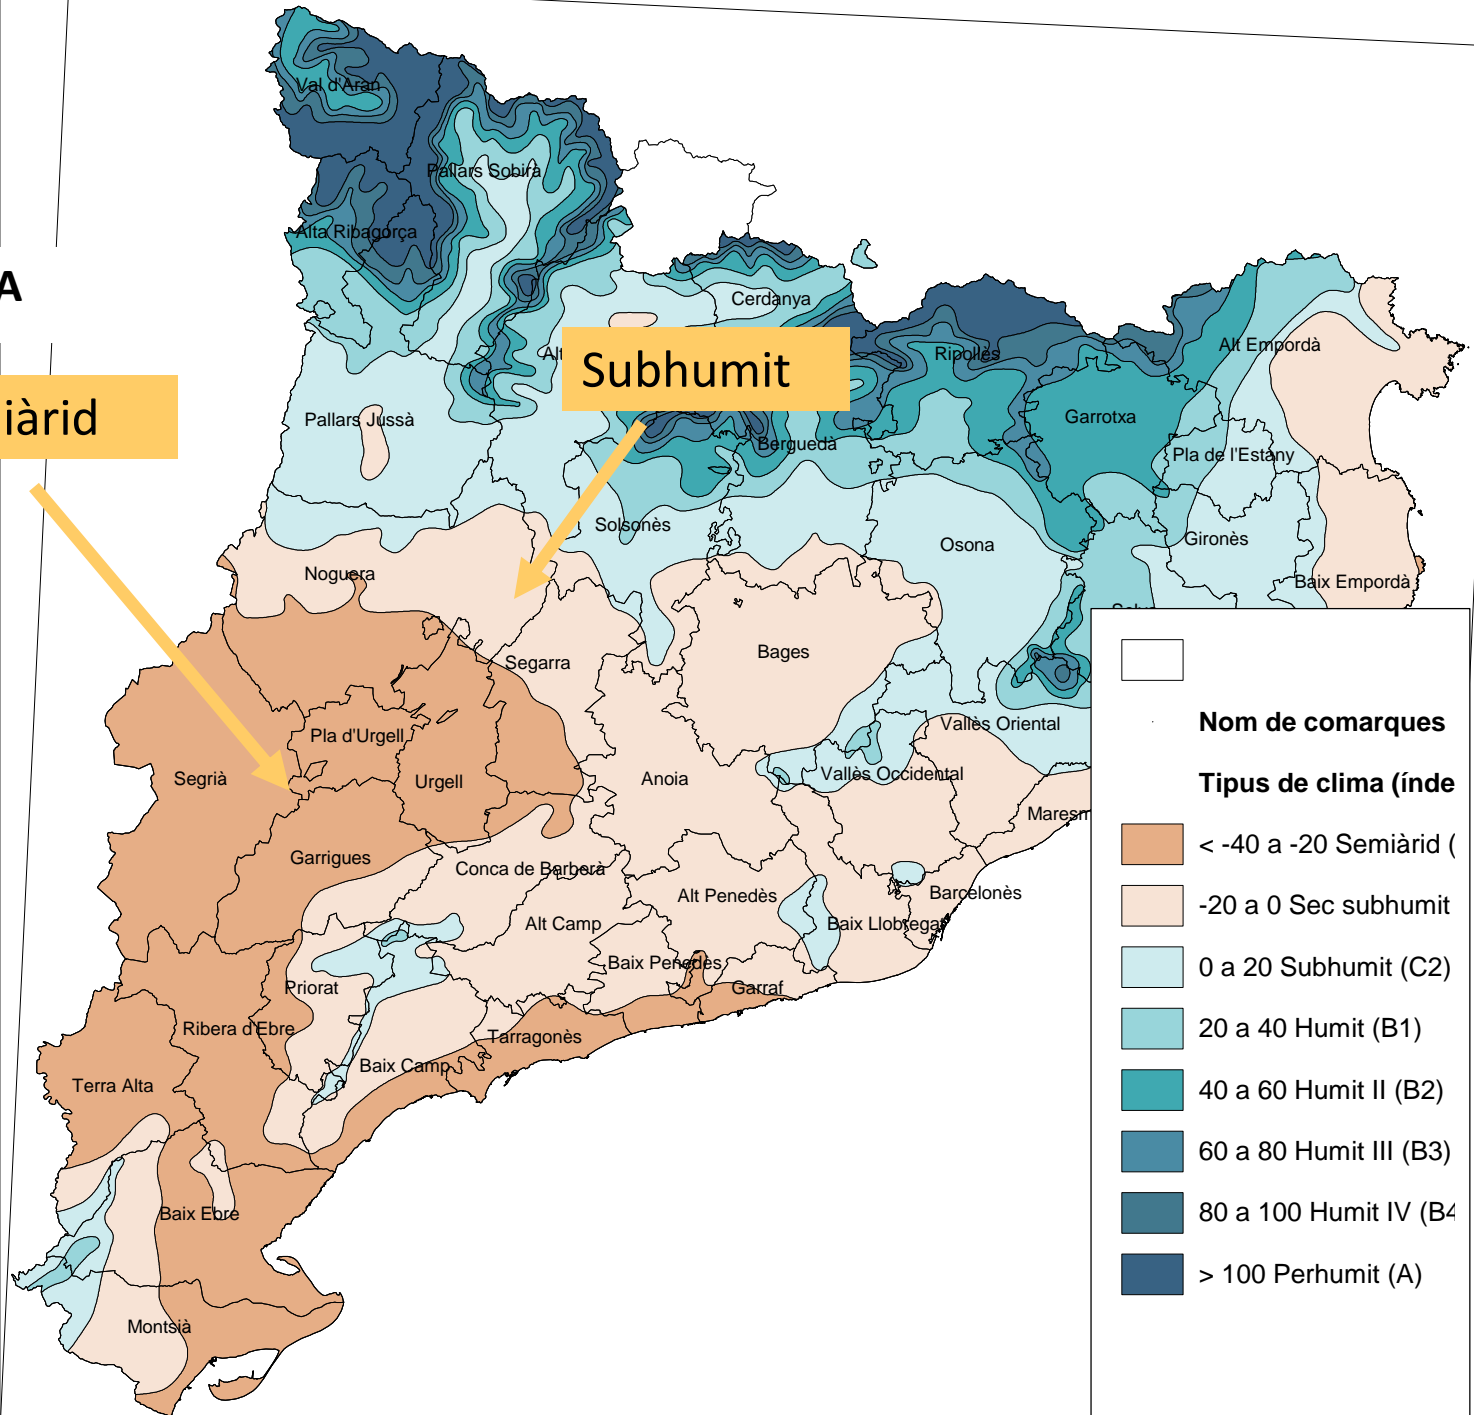 Val d'Aran
Pallars Sobirà
Alta Ribagorça
A
Cerdanya
Subhumit
Ripollès
Alt Empordà
iàrid
Pallars Jussà
Garrotxa
Berguedà
Pla de l'Estany
Solsonès
Osona
Gironès
Noguera
Baix Empordà
Bages
Segarra
Vallès Oriental
Pla d'Urgell
Segrià
Urgell
Anoia
Vallès Occidental
Maresm
Garrigues
Conca de Barberà
Alt Penedès
Barcelonès
Alt Camp
Baix Llobregat
Baix Penedès
Priorat
Garraf
Ribera d'Ebre
Tarragonès
Baix Camp
Terra Alta
Baix Ebre
Montsià
Nom de comarques
Tipus de clima (índe
< -40 a -20 Semiàrid (
-20 a 0 Sec subhumit
0 a 20 Subhumit (C2)
20 a 40 Humit (B1)
40 a 60 Humit II (B2)
60 a 80 Humit III (B3)
80 a 100 Humit IV (B4
> 100 Perhumit (A)